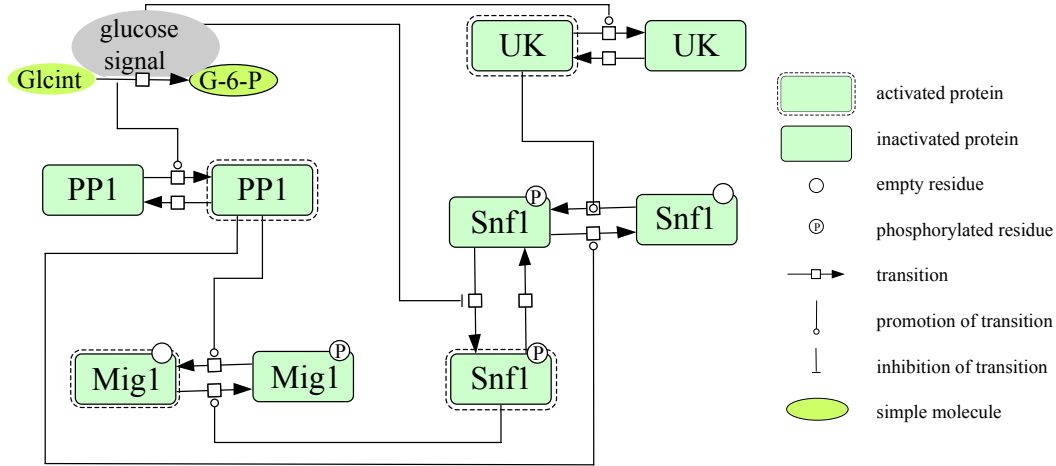 glucose
signal
Glcint
G-6-P
UK
UK
PP1
PP1
P
Snf1
Snf1
Mig1
P
Mig1
P
Snf1
activated protein
inactivated protein
empty residue
P
phosphorylated residue
transition
promotion of transition
inhibition of transition
simple molecule